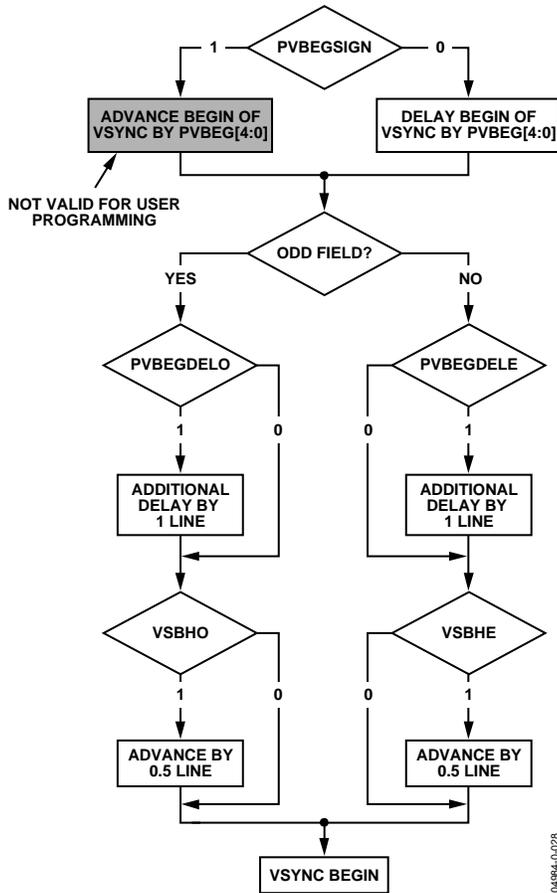 PVBEGSIGN
1
0
ADVANCE BEGIN OF
VSYNC BY PVBEG[4:0]
DELAY BEGIN OF
VSYNC BY PVBEG[4:0]
NOT VALID FOR USER
PROGRAMMING
ODD FIELD?
YES
NO
PVBEGDELO
PVBEGDELE
1
0
0
1
ADDITIONAL
DELAY BY
1 LINE
ADDITIONAL
DELAY BY
1 LINE
VSBHO
VSBHE
1
0
0
1
ADVANCE BY
0.5 LINE
ADVANCE BY
0.5 LINE
VSYNC BEGIN
04984-0-028